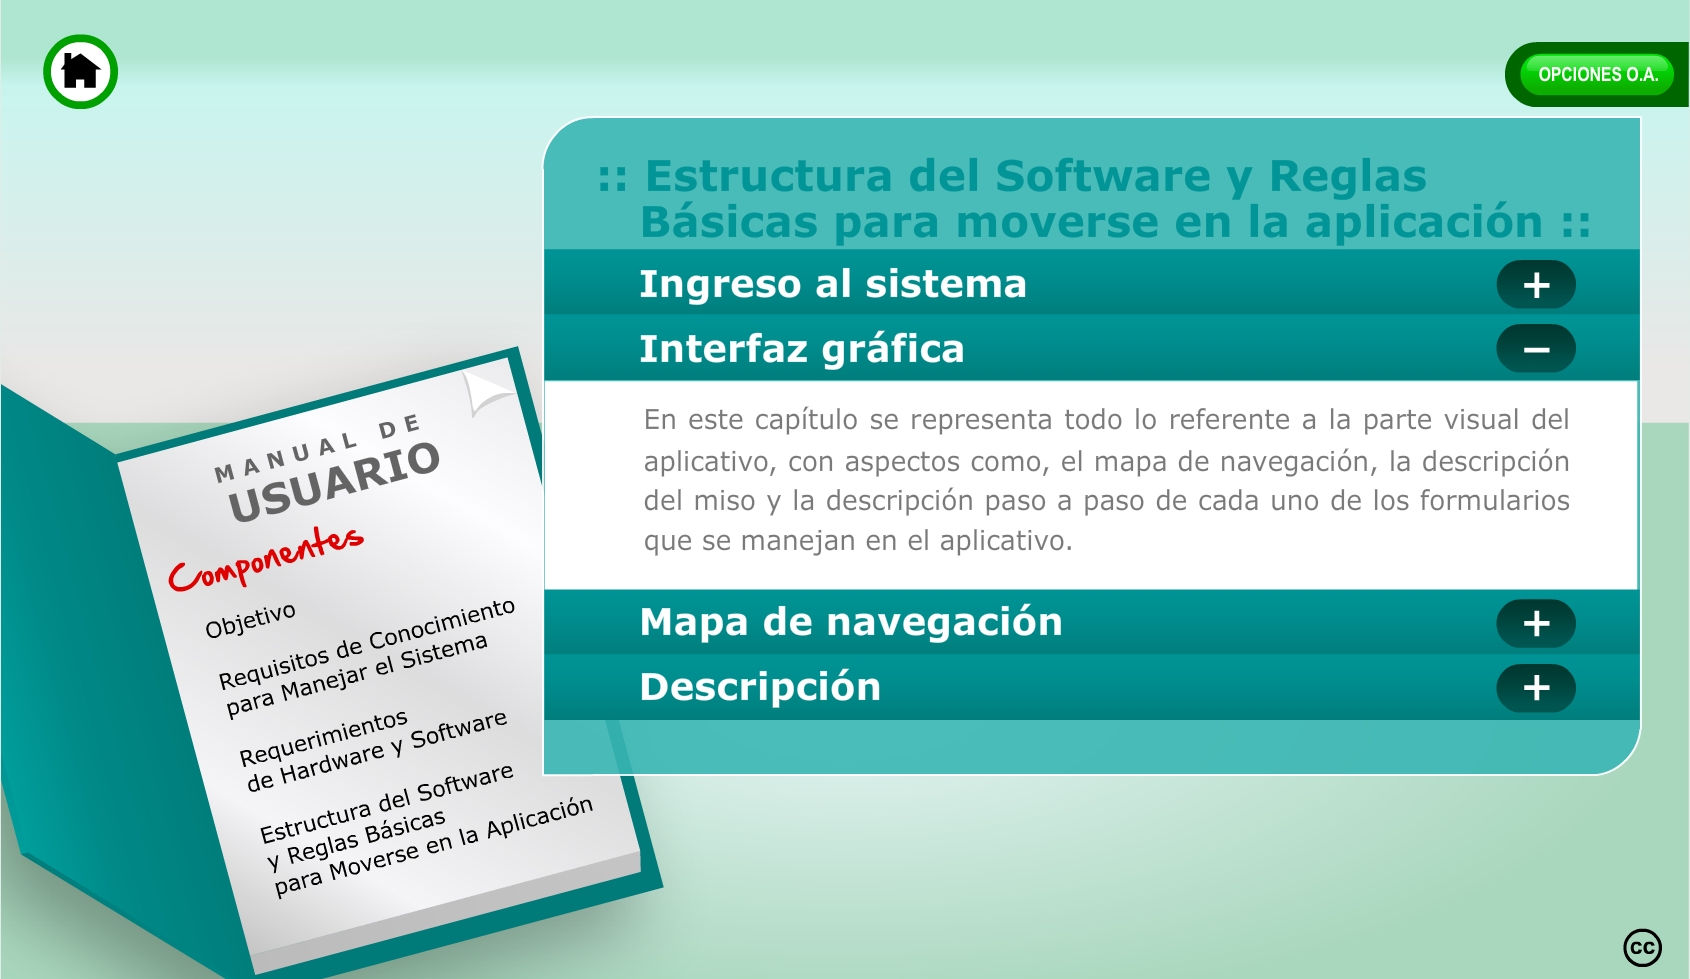 OPCIONES O.A.
:: Estructura del Software y Reglas
Básicas para moverse en la aplicación ::
Ingreso al sistema
+
Interfaz gráfica
–
En este capítulo se representa todo lo referente a la parte visual del
aplicativo, con aspectos como, el mapa de navegación, la descripción
del miso y la descripción paso a paso de cada uno de los formularios
que se manejan en el aplicativo.
Mapa de navegación
+
Descripción
+
MANUAL DE
USUARIO
Componentes
Objetivo
Requisitos de Conocimiento
para Manejar el Sistema
Requerimientos
de Hardware y Software
Estructura del Software
y Reglas Básicas
para Moverse en la Aplicación
cc